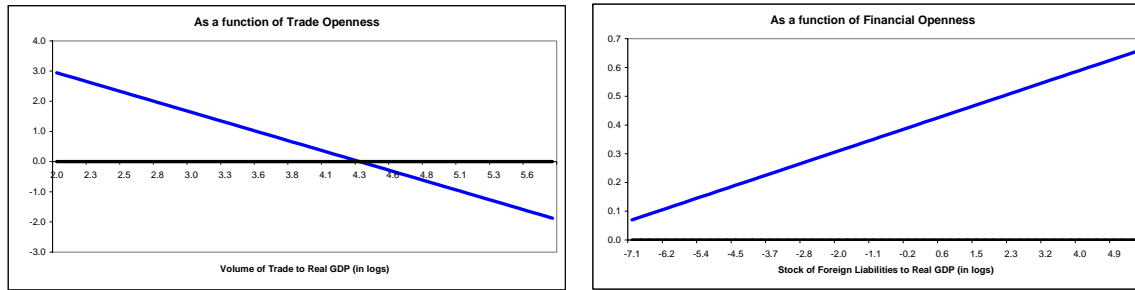 As a function of Trade Openness
4.0
3.0
2.0
1.0
0.0
-1.0
-2.0
-3.0
2.0 2.3 2.5 2.8 3.0 3.3 3.6 3.8 4.1 4.3 4.6 4.8 5.1 5.3 5.6
Volume of Trade to Real GDP (in logs)
As a function of Financial Openness
0.7
0.6
0.5
0.4
0.3
0.2
0.1
0.0
-7.1 -6.2 -5.4 -4.5 -3.7 -2.8 -2.0 -1.1 -0.2 0.6 1.5 2.3 3.2 4.0 4.9
Stock of Foreign Liabilities to Real GDP (in logs)